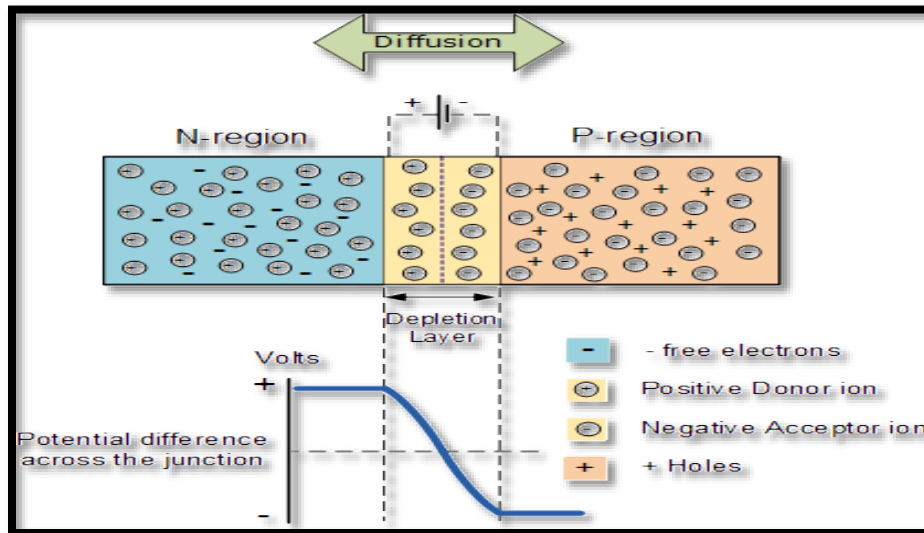 Diffusion
+ -
N-region
P-region
Depletion
Layer
Volts
+
Potential difference
across the junction
-
- - free electrons
+ Positive Donor ion
- Negative Acceptor ion
+ + Holes